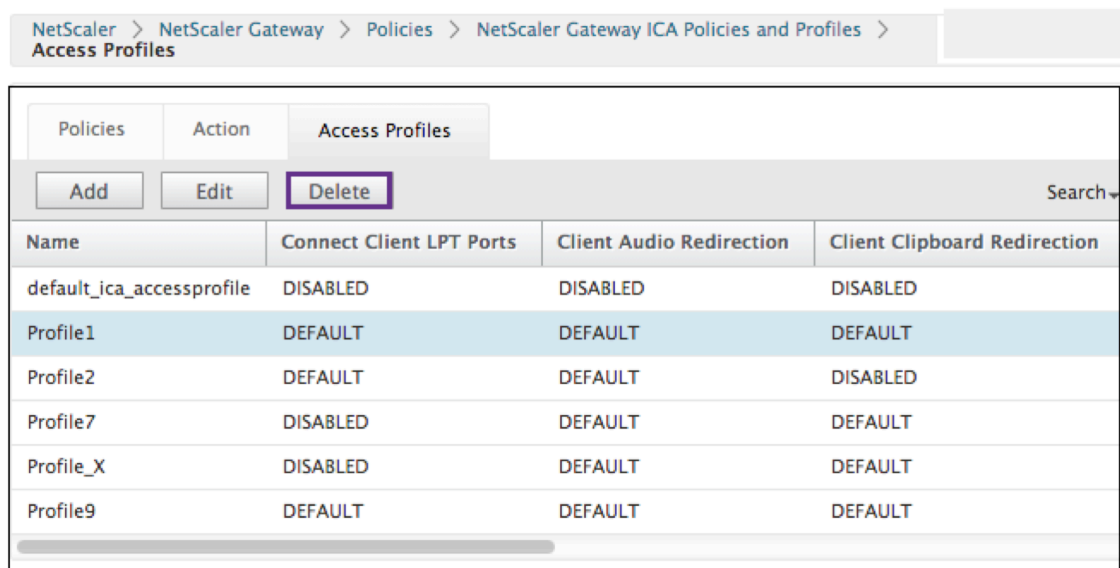 NetScaler > NetScaler Gateway > Policies > NetScaler Gateway ICA Policies and Profiles >
Access Profiles
Policies Action Access Profiles
Add Edit Delete Search
Name Connect Client LPT Ports Client Audio Redirection Client Clipboard Redirection
default_ica_accessprofile DISABLED DISABLED DISABLED
Profile1 DEFAULT DEFAULT DEFAULT
Profile2 DEFAULT DEFAULT DISABLED
Profile7 DISABLED DEFAULT DEFAULT
Profile_X DISABLED DEFAULT DEFAULT
Profile9 DEFAULT DEFAULT DEFAULT